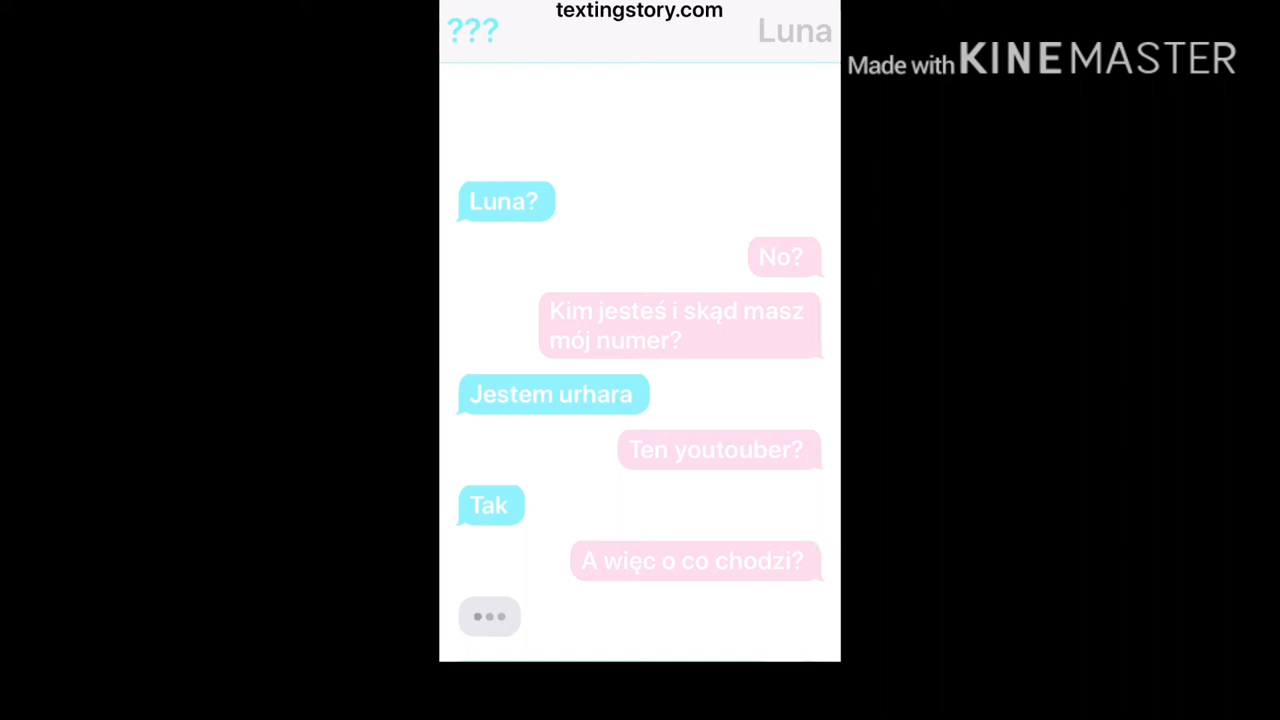 textingstory.com
??? Luna
Made with KINEMASTER
Luna?
No?
Kim jesteś i skąd masz
mój numer?
Jestem urhara
Ten youtouber?
Tak
A więc o co chodzi?